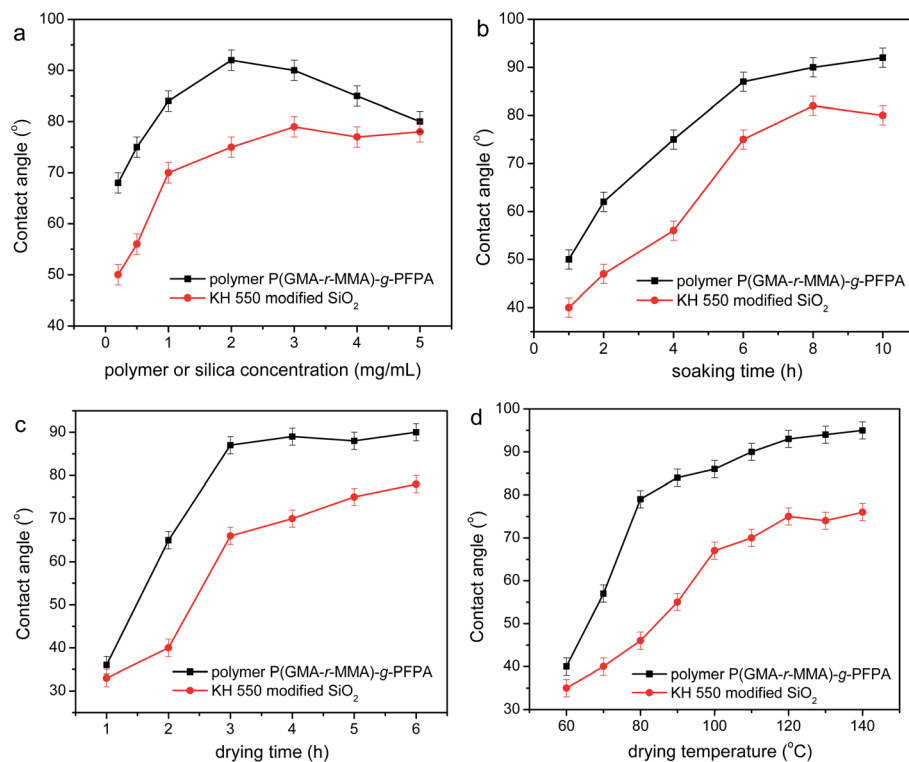 a
100
90
80
70
60
50
40
Contact angle (°)
polymer P(GMA-r-MMA)-g-PFPA
KH 550 modified SiO₂
0 1 2 3 4 5
polymer or silica concentration (mg/mL)
b
100
90
80
70
60
50
40
Contact angle (°)
polymer P(GMA-r-MMA)-g-PFPA
KH 550 modified SiO₂
0 2 4 6 8 10
soaking time (h)
c
90
80
70
60
50
40
30
Contact angle (°)
polymer P(GMA-r-MMA)-g-PFPA
KH 550 modified SiO₂
1 2 3 4 5 6
drying time (h)
d
100
90
80
70
60
50
40
30
Contact angle (°)
polymer P(GMA-r-MMA)-g-PFPA
KH 550 modified SiO₂
60 80 100 120 140
drying temperature (°C)